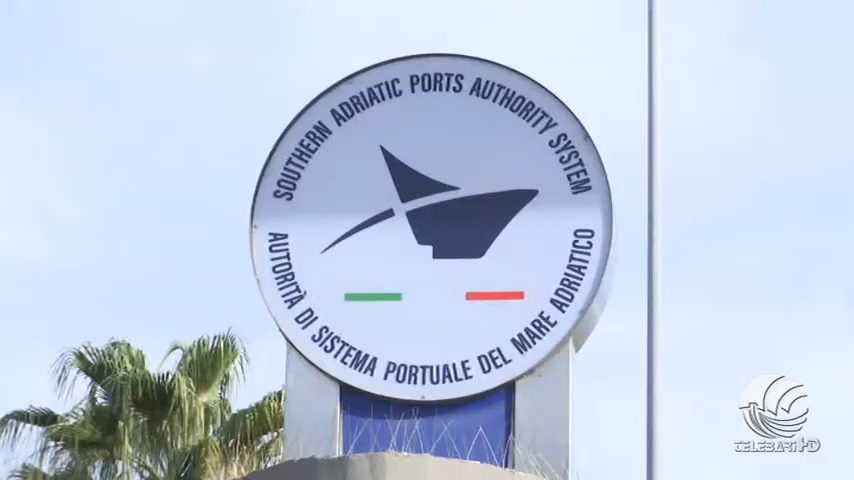 SOUTHERN ADRIATIC PORTS AUTHORITY SYSTEM
AUTORITÀ DI SISTEMA PORTUALE DEL MARE ADRIATICO
TELEBARI HD